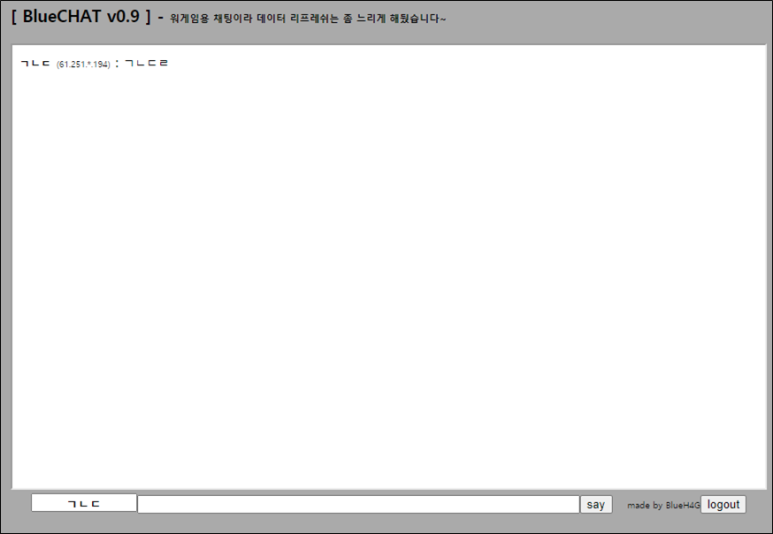 [ BlueCHAT v0.9 ] - 워게임용 채팅이라 데이터 리프레쉬는 좀 느리게 해뒀습니다~
ㄱㄴㄷ (61.251.*.194) : ㄱㄴㄷㄹ
ㄱㄴㄷ say made by BlueH4G logout